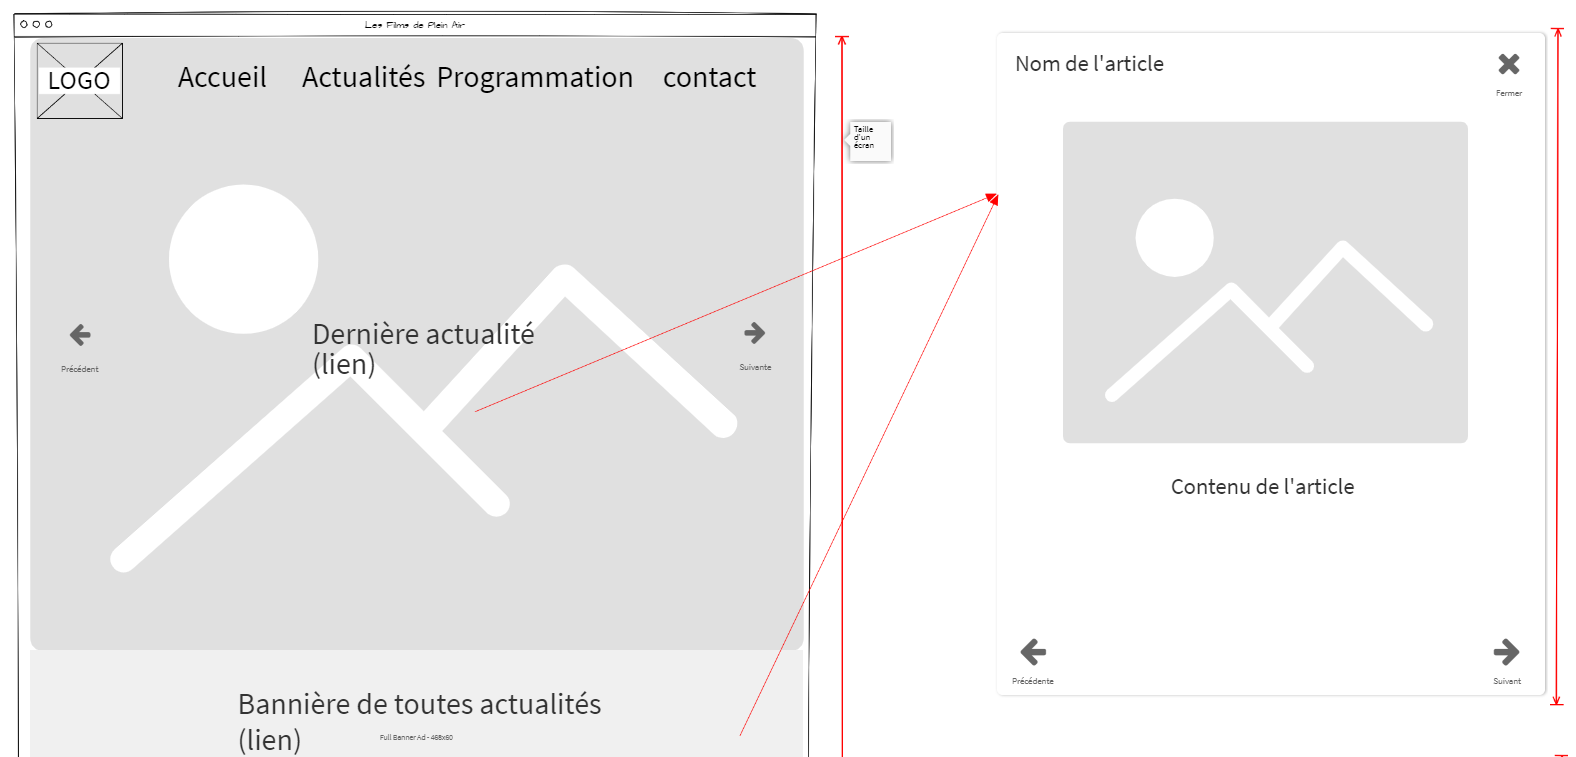 Les Films de Plein Air
LOGO
Accueil
Actualités
Programmation
contact
Taille
d'un
écran
Dernière actualité
(lien)
Précédent
Suivante
Bannière de toutes actualités
(lien)
Full Banner Ad - 468x60
Nom de l'article
Fermer
Contenu de l'article
Précédente
Suivant